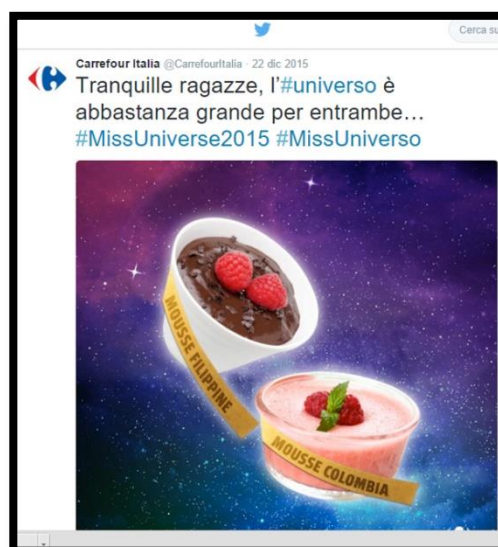 Cerca su
Carrefour Italia @CarrefourItalia · 22 dic 2015
Tranquille ragazze, l'#universo è
abbastanza grande per entrambe…
#MissUniverse2015 #MissUniverso
MOUSSE FILIPPINE
MOUSSE COLOMBIA